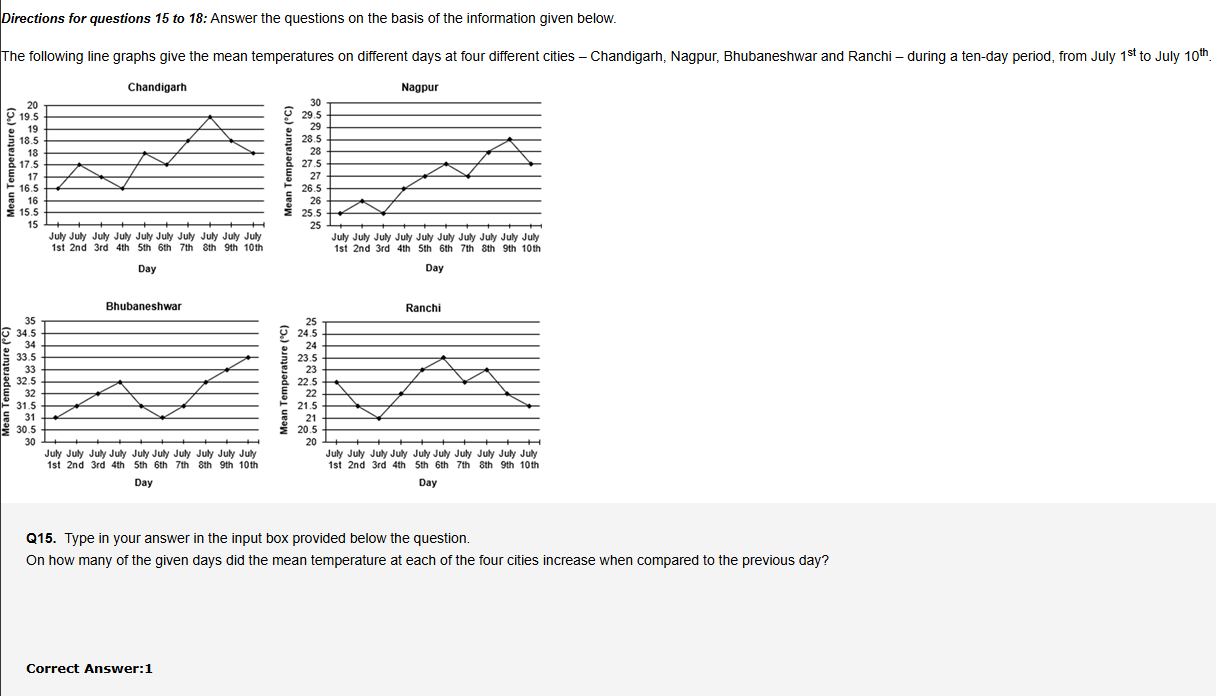 Directions for questions 15 to 18: Answer the questions on the basis of the information given below.
The following line graphs give the mean temperatures on different days at four different cities – Chandigarh, Nagpur, Bhubaneshwar and Ranchi – during a ten-day period, from July 1st to July 10th.
Chandigarh
Mean Temperature (°C)
20
19.5
19
18.5
18
17.5
17
16.5
16
15.5
15
July July July July July July July July July July
1st 2nd 3rd 4th 5th 6th 7th 8th 9th 10th
Day
Nagpur
Mean Temperature (°C)
30
29.5
29
28.5
28
27.5
27
26.5
26
25.5
25
July July July July July July July July July July
1st 2nd 3rd 4th 5th 6th 7th 8th 9th 10th
Day
Bhubaneshwar
Mean Temperature (°C)
35
34.5
34
33.5
33
32.5
32
31.5
31
30.5
30
July July July July July July July July July July
1st 2nd 3rd 4th 5th 6th 7th 8th 9th 10th
Day
Ranchi
Mean Temperature (°C)
25
24.5
24
23.5
23
22.5
22
21.5
21
20.5
20
July July July July July July July July July July
1st 2nd 3rd 4th 5th 6th 7th 8th 9th 10th
Day
Q15. Type in your answer in the input box provided below the question.
On how many of the given days did the mean temperature at each of the four cities increase when compared to the previous day?
Correct Answer:1